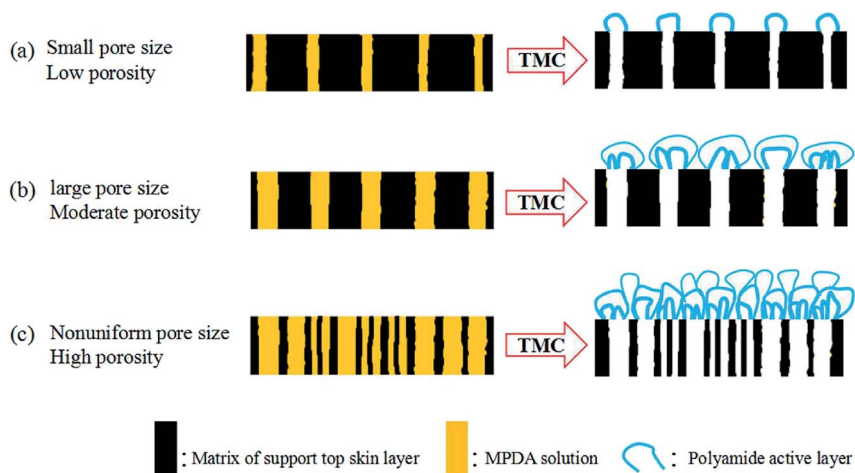 (a) Small pore size
Low porosity
TMC
(b) large pore size
Moderate porosity
TMC
(c) Nonuniform pore size
High porosity
TMC
: Matrix of support top skin layer
: MPDA solution
: Polyamide active layer